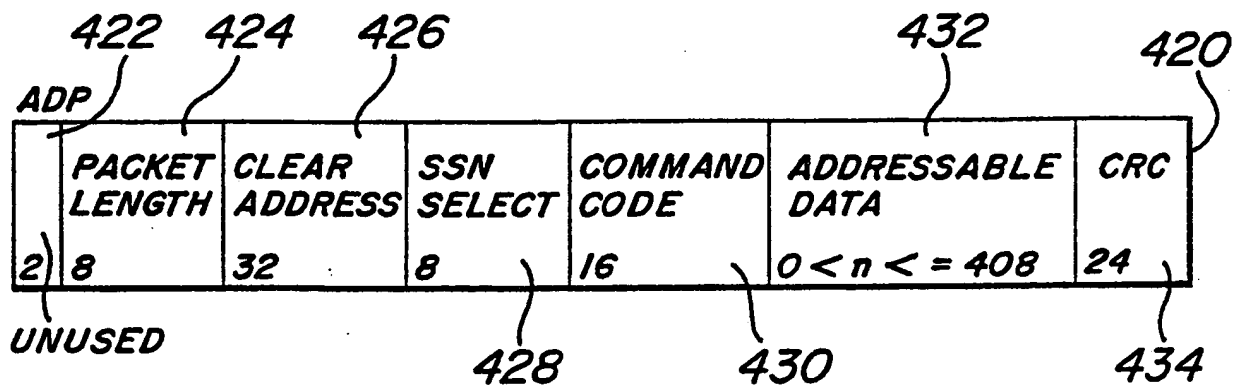 422 424 426 432 420
ADP
PACKET LENGTH CLEAR ADDRESS SSN SELECT COMMAND CODE ADDRESSABLE DATA CRC
2 8 32 8 16 0 < n < = 408 24
UNUSED
428 430 434